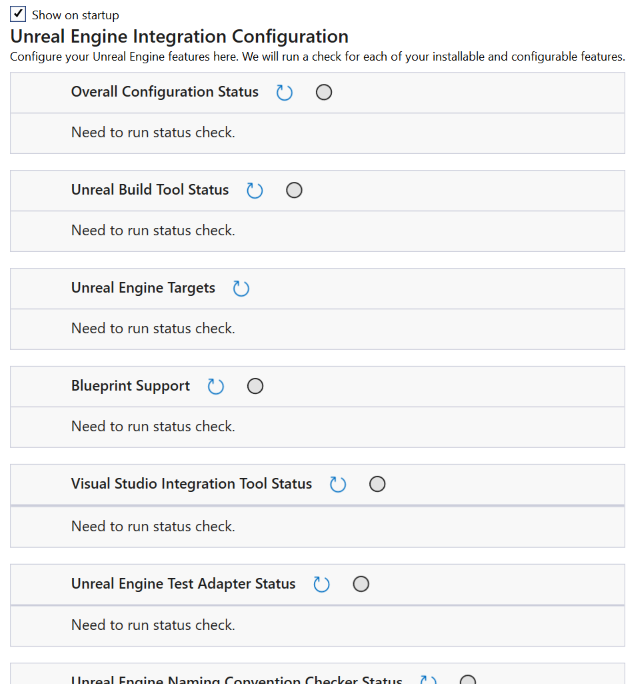 Show on startup
Unreal Engine Integration Configuration
Configure your Unreal Engine features here. We will run a check for each of your installable and configurable features.
Overall Configuration Status
Need to run status check.
Unreal Build Tool Status
Need to run status check.
Unreal Engine Targets
Need to run status check.
Blueprint Support
Need to run status check.
Visual Studio Integration Tool Status
Need to run status check.
Unreal Engine Test Adapter Status
Need to run status check.
Unreal Engine Naming Convention Checker Status